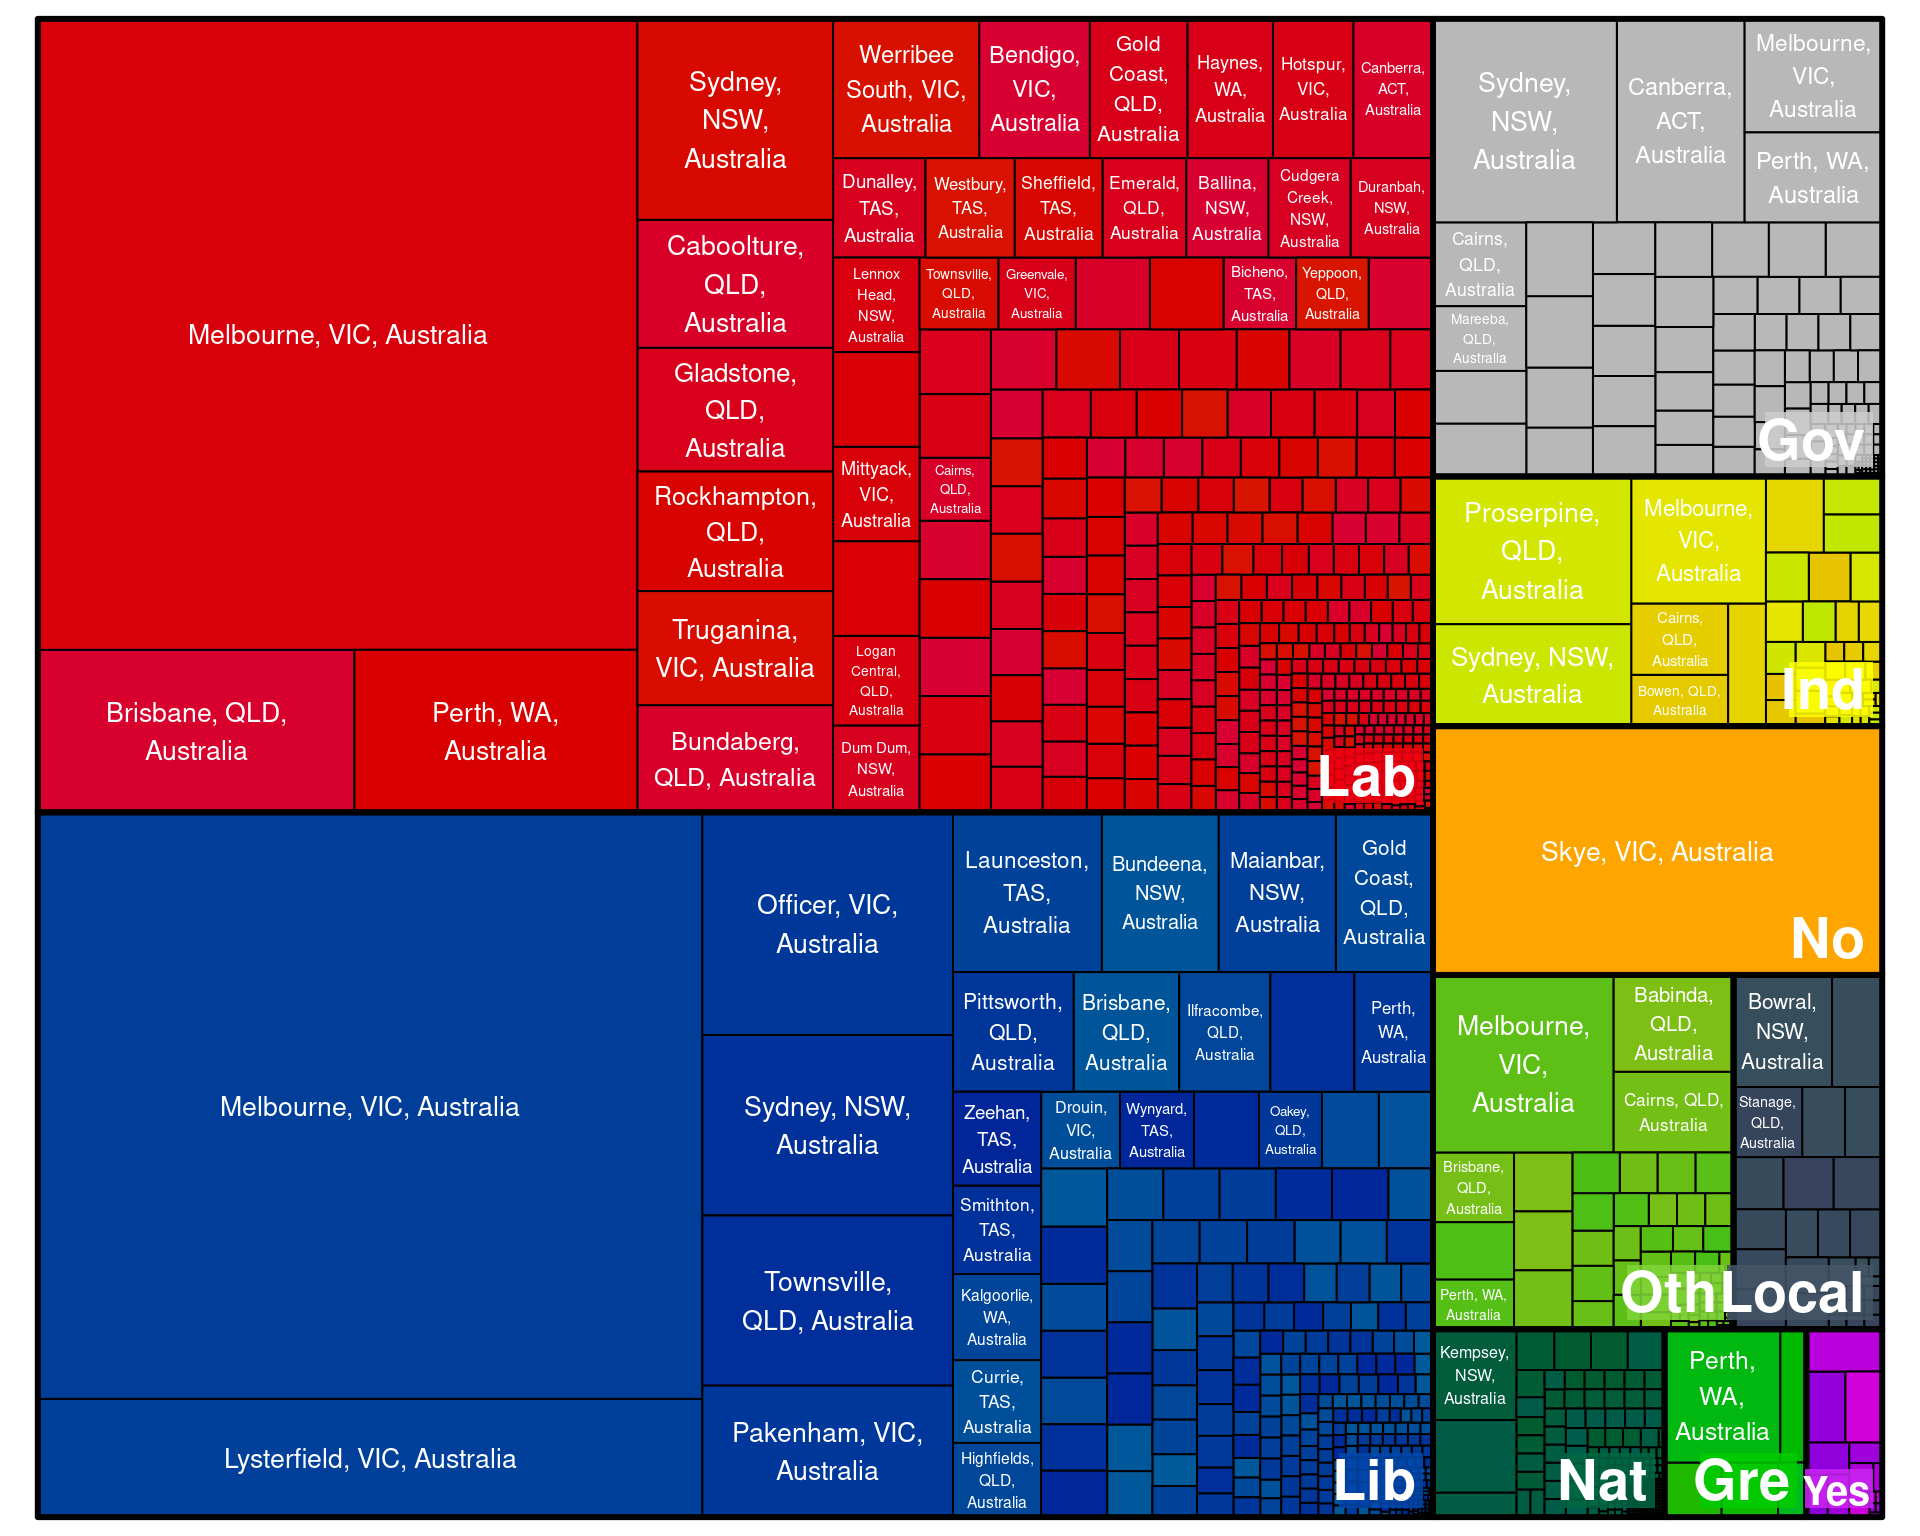 Melbourne, VIC, Australia
Brisbane, QLD,
Australia
Perth, WA,
Australia
Sydney,
NSW,
Australia
Caboolture,
QLD,
Australia
Gladstone,
QLD,
Australia
Rockhampton,
QLD,
Australia
Truganina,
VIC, Australia
Bundaberg,
QLD, Australia
Werribee
South, VIC,
Australia
Bendigo,
VIC,
Australia
Gold
Coast,
QLD,
Australia
Haynes,
WA,
Australia
Hotspur,
VIC,
Australia
Canberra,
ACT,
Australia
Dunalley,
TAS,
Australia
Westbury,
TAS,
Australia
Sheffield,
TAS,
Australia
Emerald,
QLD,
Australia
Ballina,
NSW,
Australia
Cudgera
Creek,
NSW,
Australia
Duranbah,
NSW,
Australia
Lennox
Head,
NSW,
Australia
Townsville,
QLD,
Australia
Greenvale,
VIC,
Australia
Bicheno,
TAS,
Australia
Yeppoon,
QLD,
Australia
Mittyack,
VIC,
Australia
Cairns,
QLD,
Australia
Logan
Central,
QLD,
Australia
Dum Dum,
NSW,
Australia
Lab
Melbourne, VIC, Australia
Lysterfield, VIC, Australia
Officer, VIC,
Australia
Sydney, NSW,
Australia
Townsville,
QLD, Australia
Pakenham, VIC,
Australia
Launceston,
TAS,
Australia
Bundeena,
NSW,
Australia
Maianbar,
NSW,
Australia
Gold
Coast,
QLD,
Australia
Pittsworth,
QLD,
Australia
Brisbane,
QLD,
Australia
Ilfracombe,
QLD,
Australia
Perth,
WA,
Australia
Zeehan,
TAS,
Australia
Drouin,
VIC,
Australia
Wynyard,
TAS,
Australia
Oakey,
QLD,
Australia
Smithton,
TAS,
Australia
Kalgoorlie,
WA,
Australia
Currie,
TAS,
Australia
Highfields,
QLD,
Australia
Lib
Sydney,
NSW,
Australia
Canberra,
ACT,
Australia
Melbourne,
VIC,
Australia
Perth, WA,
Australia
Cairns,
QLD,
Australia
Mareeba,
QLD,
Australia
Gov
Proserpine,
QLD,
Australia
Sydney, NSW,
Australia
Melbourne,
VIC,
Australia
Cairns,
QLD,
Australia
Bowen, QLD,
Australia
Ind
Skye, VIC, Australia
No
Melbourne,
VIC,
Australia
Babinda,
QLD,
Australia
Cairns, QLD,
Australia
Brisbane,
QLD,
Australia
Perth, WA,
Australia
Oth
Bowral,
NSW,
Australia
Stanage,
QLD,
Australia
Local
Kempsey,
NSW,
Australia
Nat
Perth,
WA,
Australia
Gre
Yes